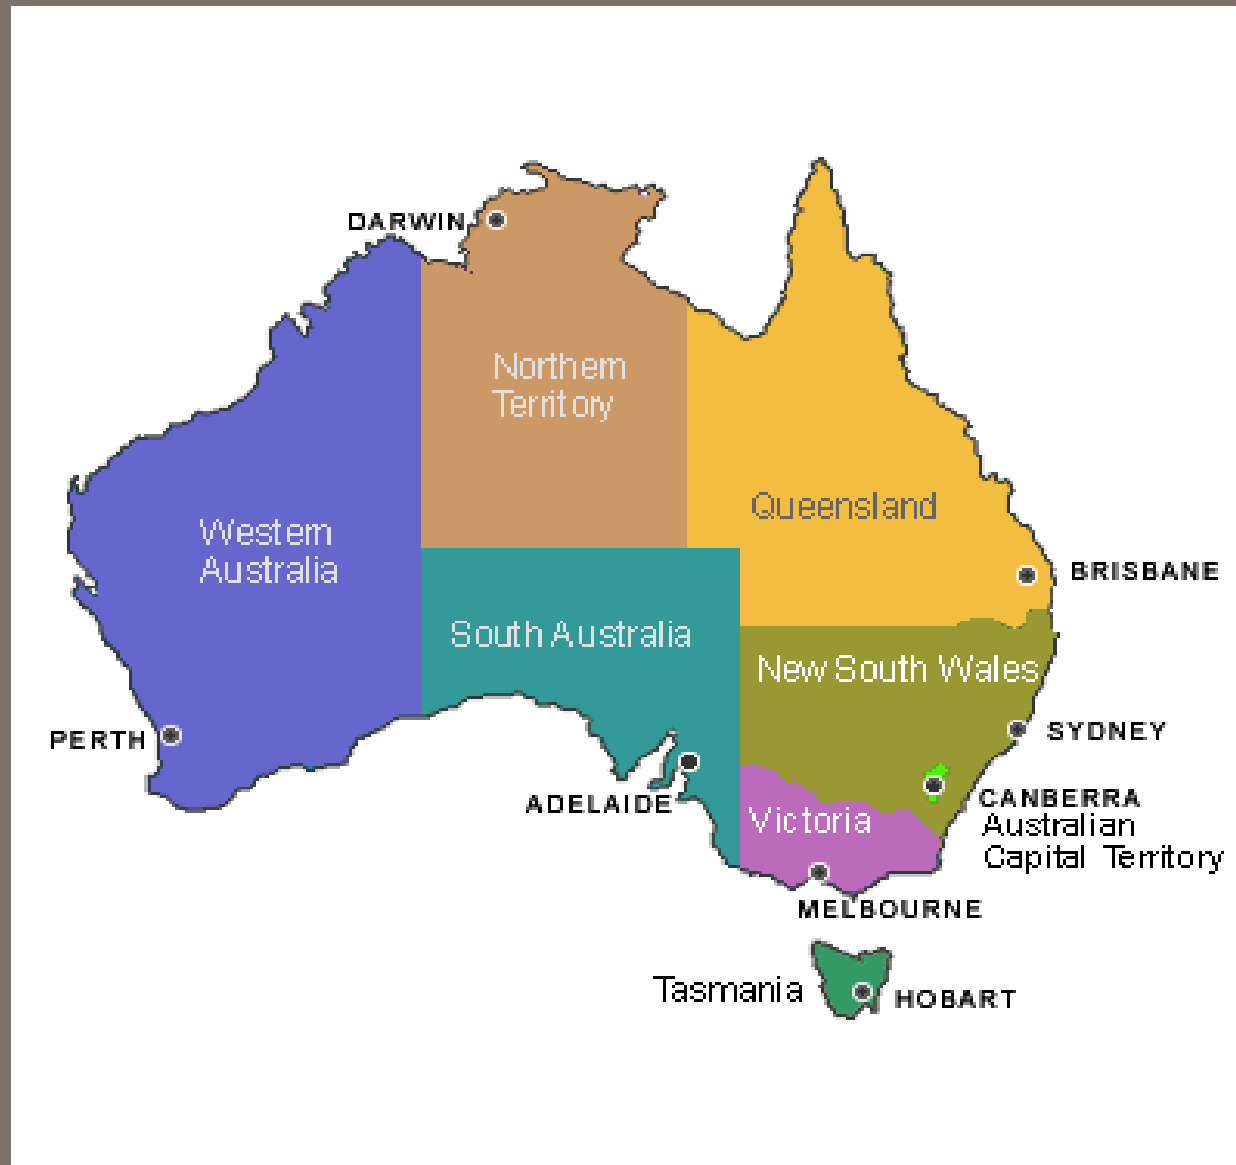 DARWIN
Northern
Territory
Queensland
Western
Australia
BRISBANE
South Australia
New South Wales
PERTH
SYDNEY
ADELAIDE
CANBERRA
Victoria
Australian
Capital Territory
MELBOURNE
Tasmania
HOBART